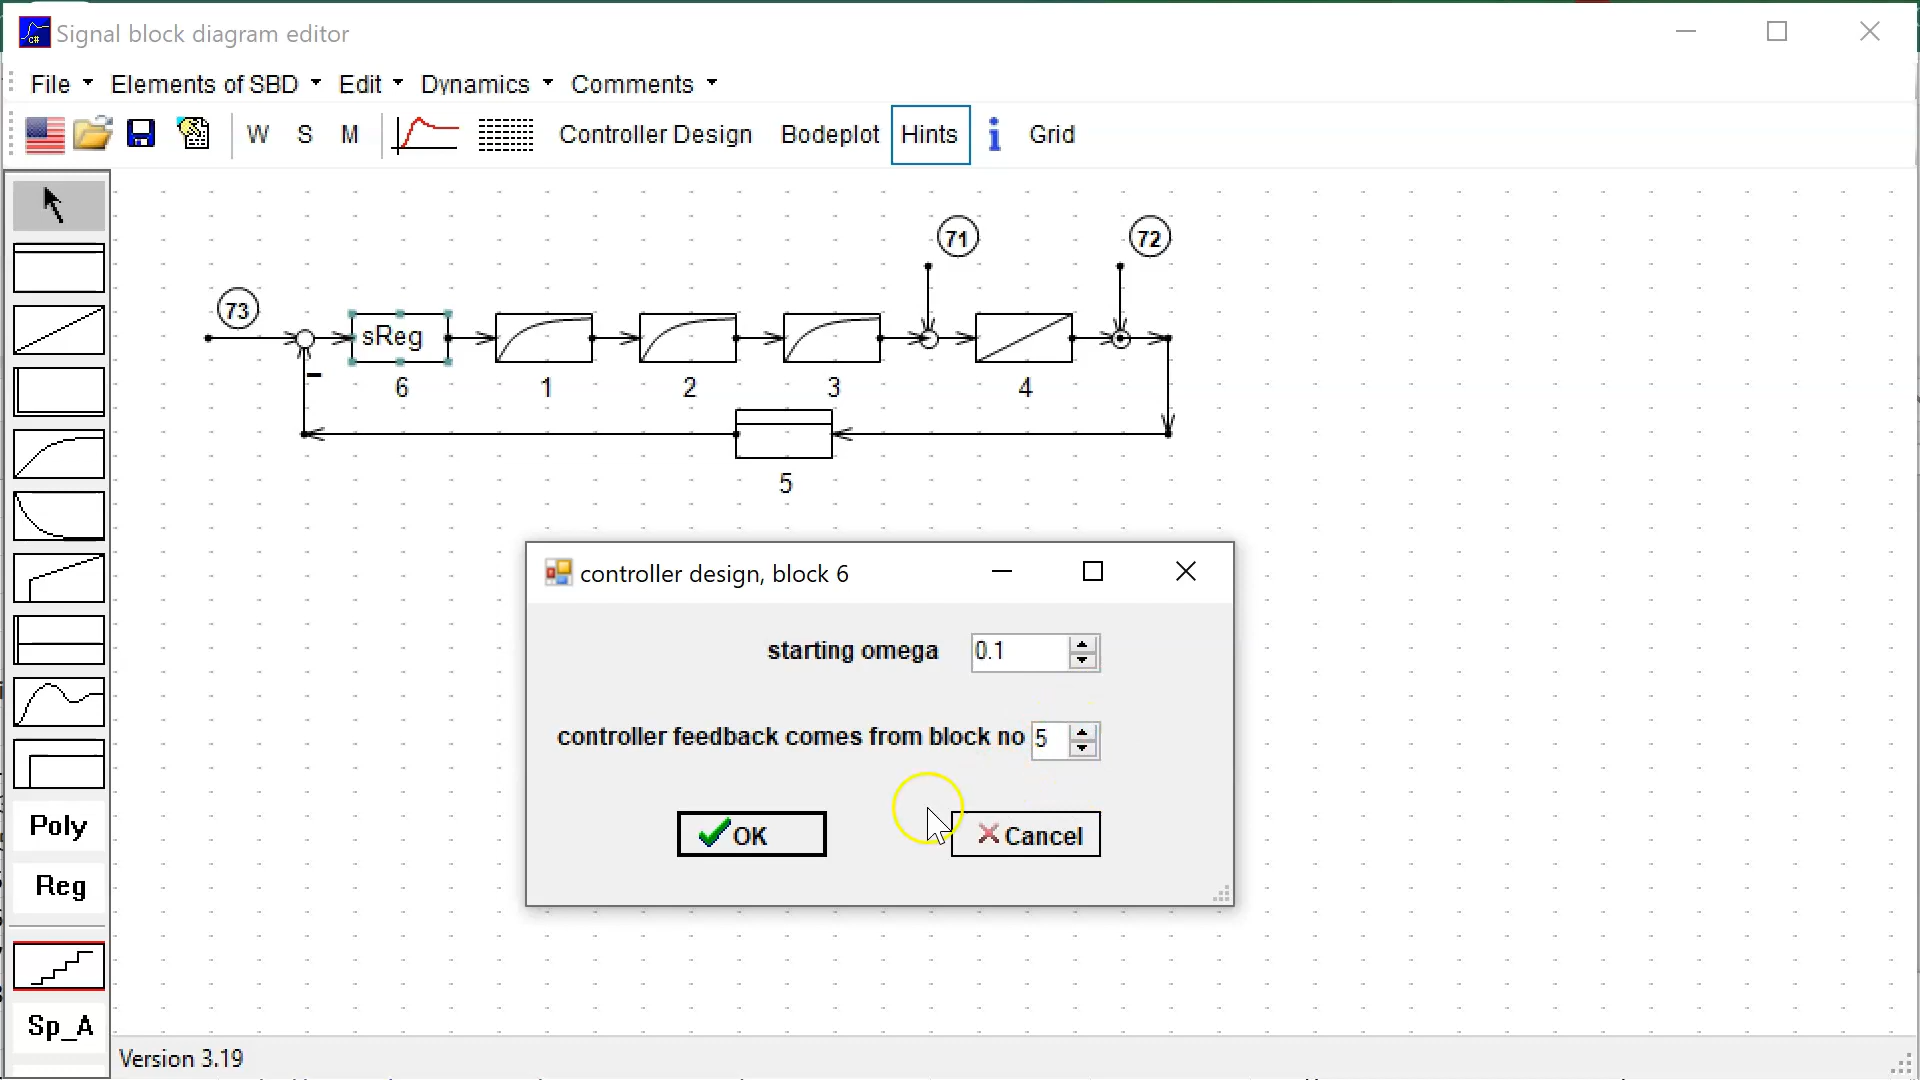 Signal block diagram editor
File Elements of SBD Edit Dynamics Comments
W S M Controller Design Bodeplot Hints i Grid
71 72
73
sReg
6 1 2 3 4
5
controller design, block 6
starting omega 0.1
controller feedback comes from block no 5
OK Cancel
Poly
Reg
Sp_A
Version 3.19